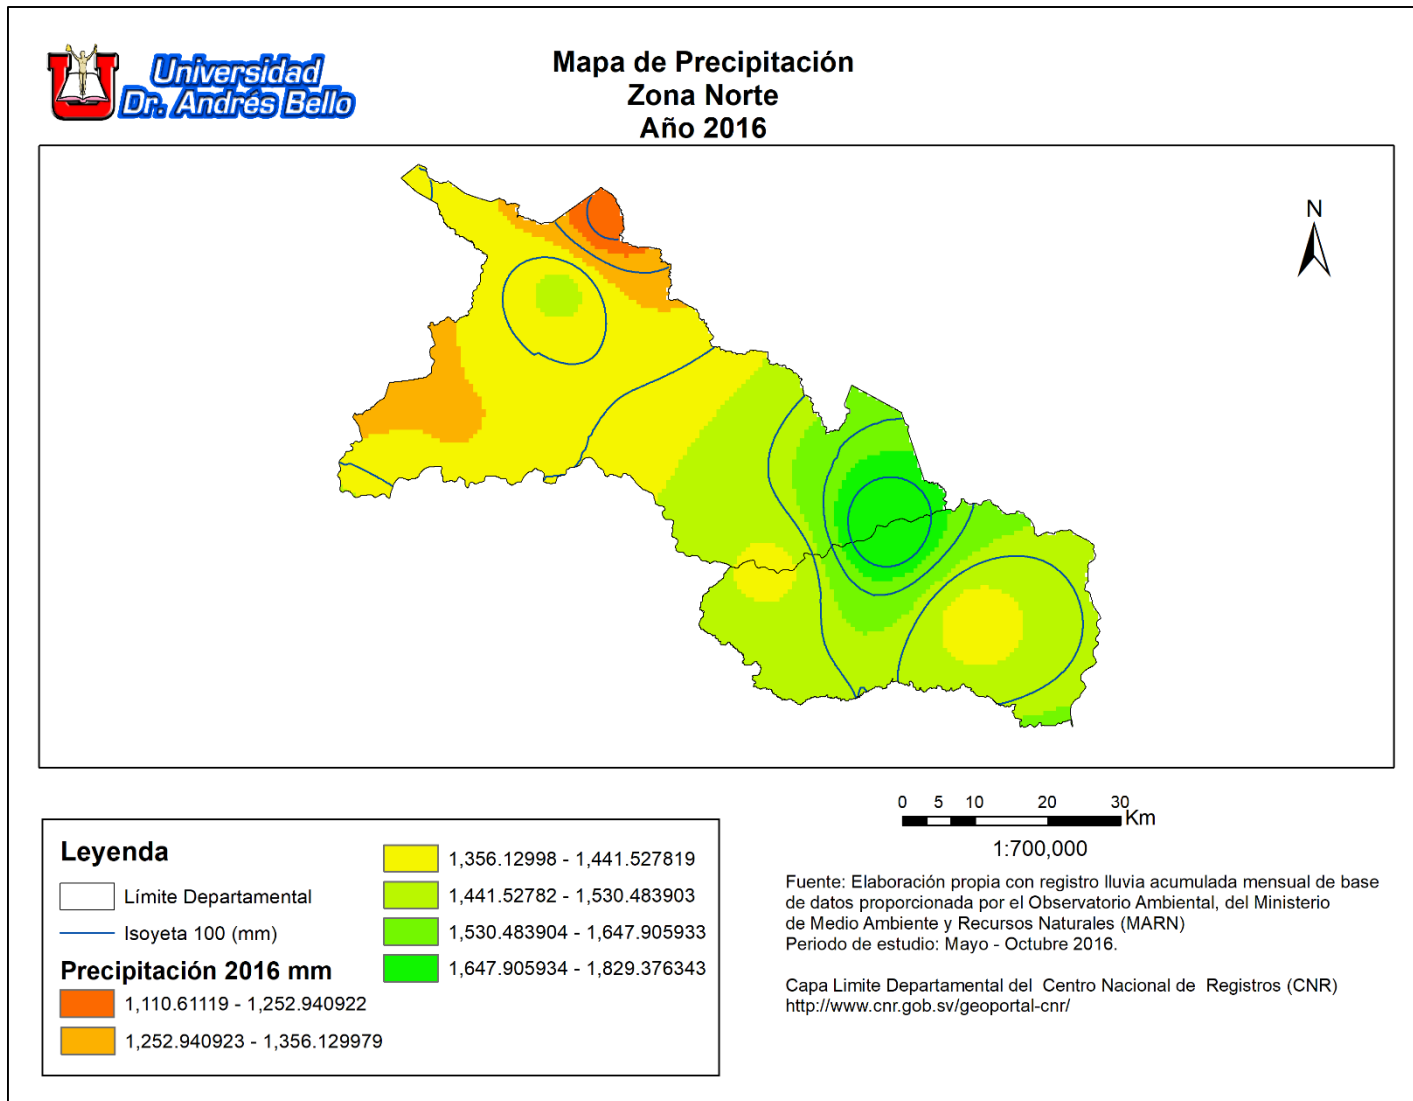 Universidad
Dr. Andrés Bello
Mapa de Precipitación
Zona Norte
Año 2016
N
Leyenda
Límite Departamental
Isoyeta 100 (mm)
Precipitación 2016 mm
1,110.61119 - 1,252.940922
1,252.940923 - 1,356.129979
1,356.12998 - 1,441.527819
1,441.52782 - 1,530.483903
1,530.483904 - 1,647.905933
1,647.905934 - 1,829.376343
0 5 10 20 30
Km
1:700,000
Fuente: Elaboración propia con registro lluvia acumulada mensual de base
de datos proporcionada por el Observatorio Ambiental, del Ministerio
de Medio Ambiente y Recursos Naturales (MARN)
Periodo de estudio: Mayo - Octubre 2016.
Capa Limite Departamental del Centro Nacional de Registros (CNR)
http://www.cnr.gob.sv/geoportal-cnr/